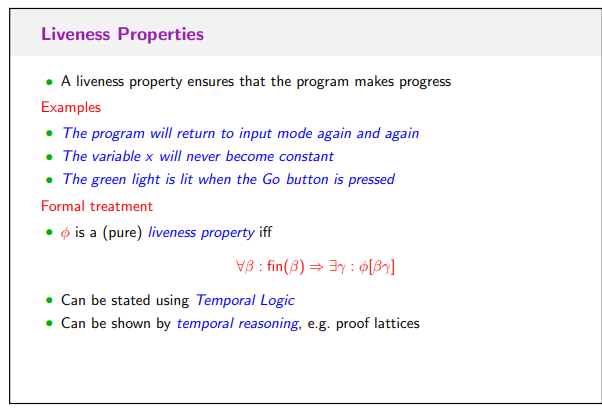 Liveness Properties
• A liveness property ensures that the program makes progress
Examples
• The program will return to input mode again and again
• The variable x will never become constant
• The green light is lit when the Go button is pressed
Formal treatment
• ϕ is a (pure) liveness property iff
∀β : fin(β) ⇒ ∃γ : ϕ[βγ]
• Can be stated using Temporal Logic
• Can be shown by temporal reasoning, e.g. proof lattices